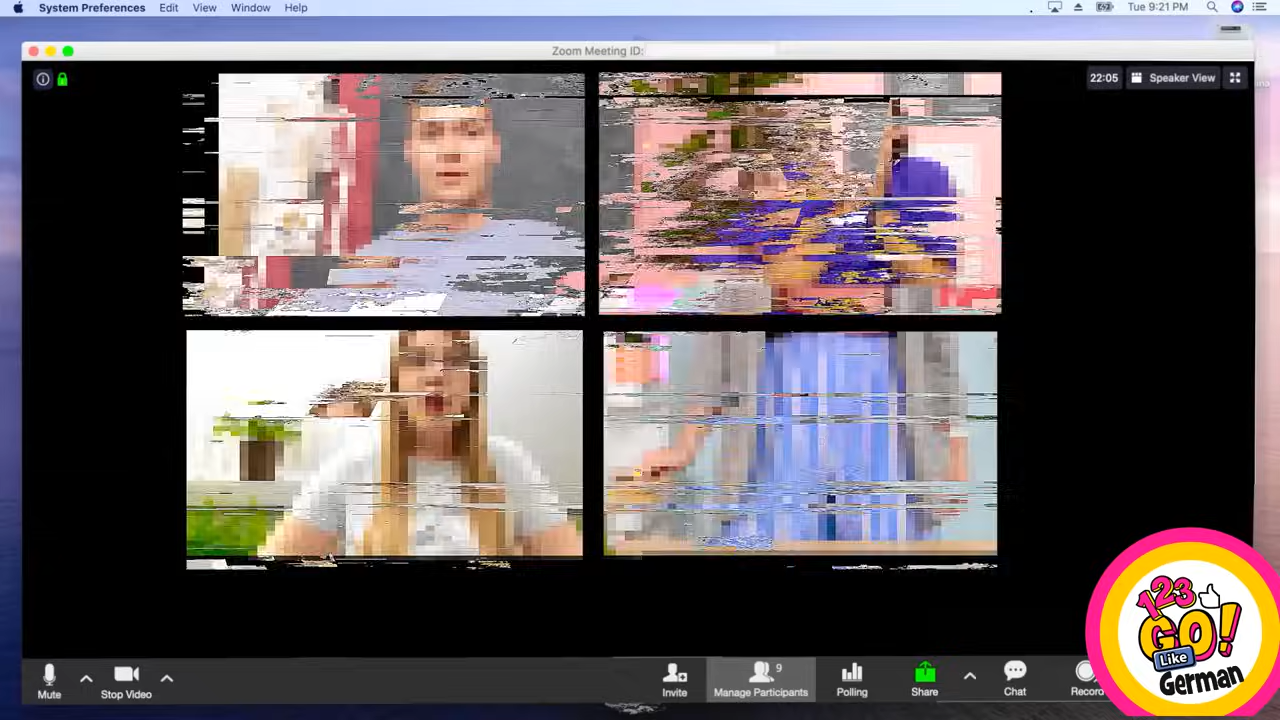 System Preferences Edit View Window Help Tue 9:21 PM
Zoom Meeting ID:
22:05 Speaker View
9
Mute Stop Video Invite Manage Participants Polling Share Chat Record
123
GO!
Like
German